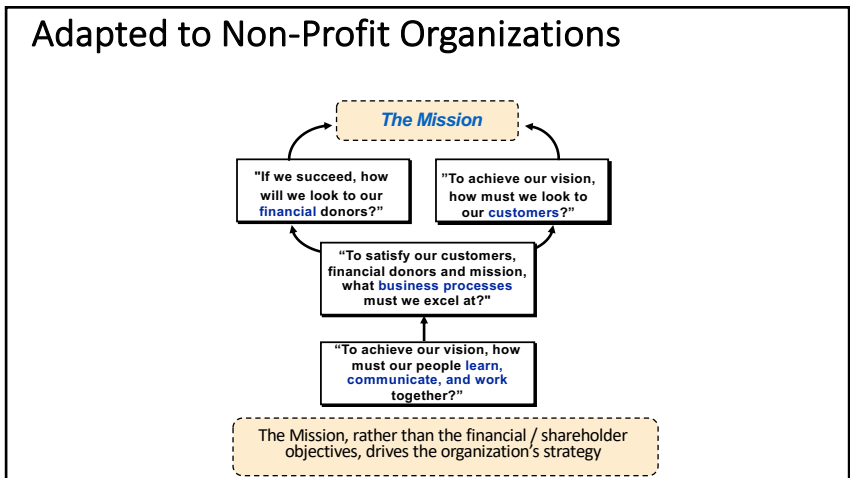 Adapted to Non-Profit Organizations
The Mission
"If we succeed, how
will we look to our
financial donors?”
”To achieve our vision,
how must we look to
our customers?”
“To satisfy our customers,
financial donors and mission,
what business processes
must we excel at?"
“To achieve our vision, how
must our people learn,
communicate, and work
together?”
The Mission, rather than the financial / shareholder
objectives, drives the organization’s strategy